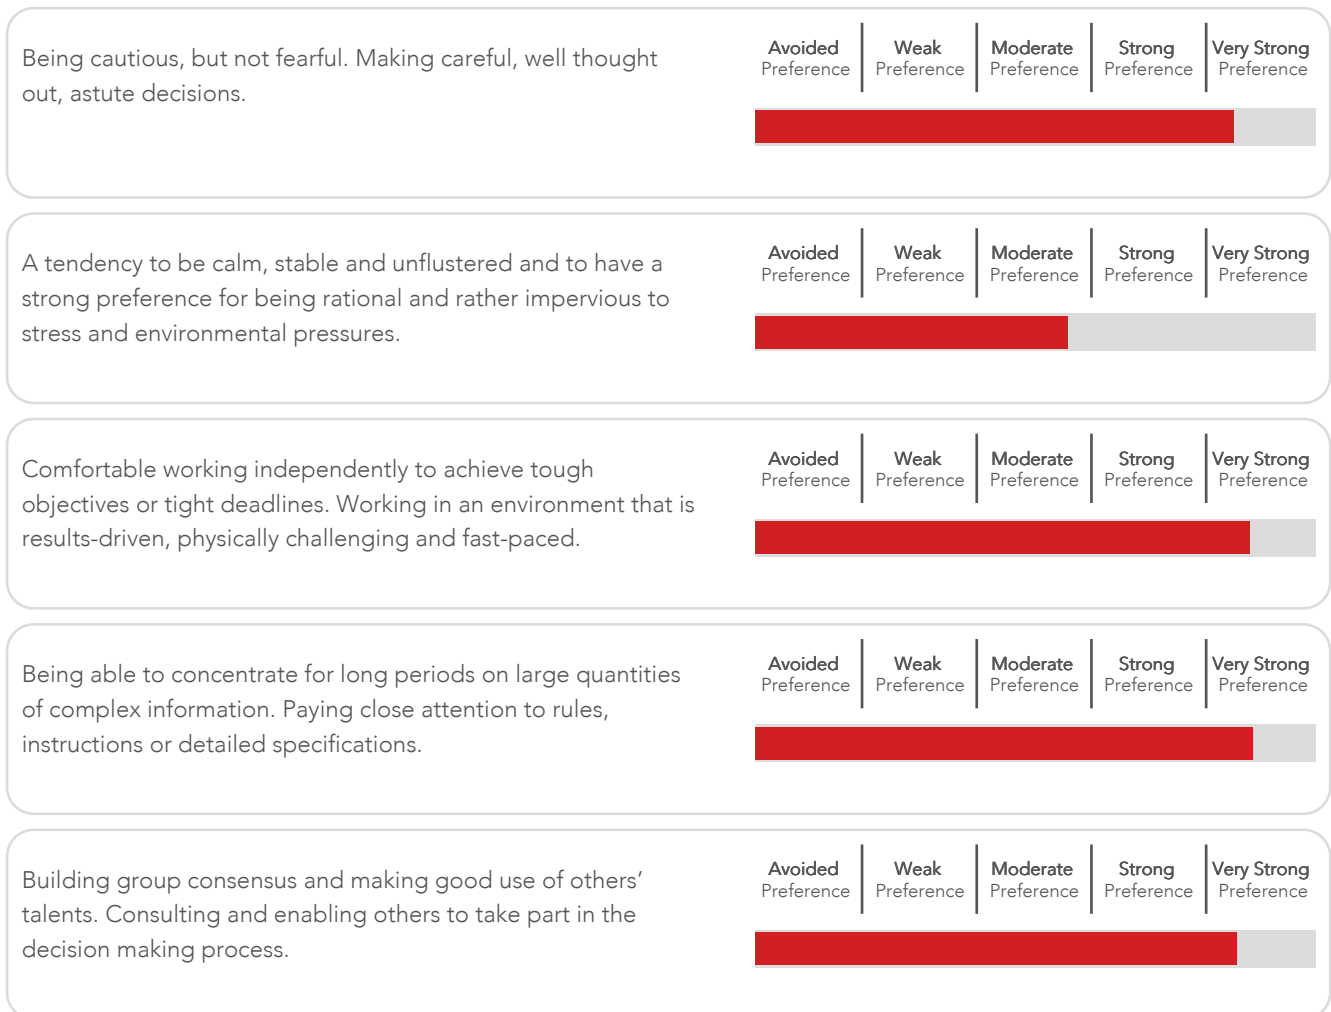 Being cautious, but not fearful. Making careful, well thought
out, astute decisions.
Avoided Weak Moderate Strong Very Strong
Preference Preference Preference Preference Preference
A tendency to be calm, stable and unflustered and to have a
strong preference for being rational and rather impervious to
stress and environmental pressures.
Avoided Weak Moderate Strong Very Strong
Preference Preference Preference Preference Preference
Comfortable working independently to achieve tough
objectives or tight deadlines. Working in an environment that is
results-driven, physically challenging and fast-paced.
Avoided Weak Moderate Strong Very Strong
Preference Preference Preference Preference Preference
Being able to concentrate for long periods on large quantities
of complex information. Paying close attention to rules,
instructions or detailed specifications.
Avoided Weak Moderate Strong Very Strong
Preference Preference Preference Preference Preference
Building group consensus and making good use of others’
talents. Consulting and enabling others to take part in the
decision making process.
Avoided Weak Moderate Strong Very Strong
Preference Preference Preference Preference Preference